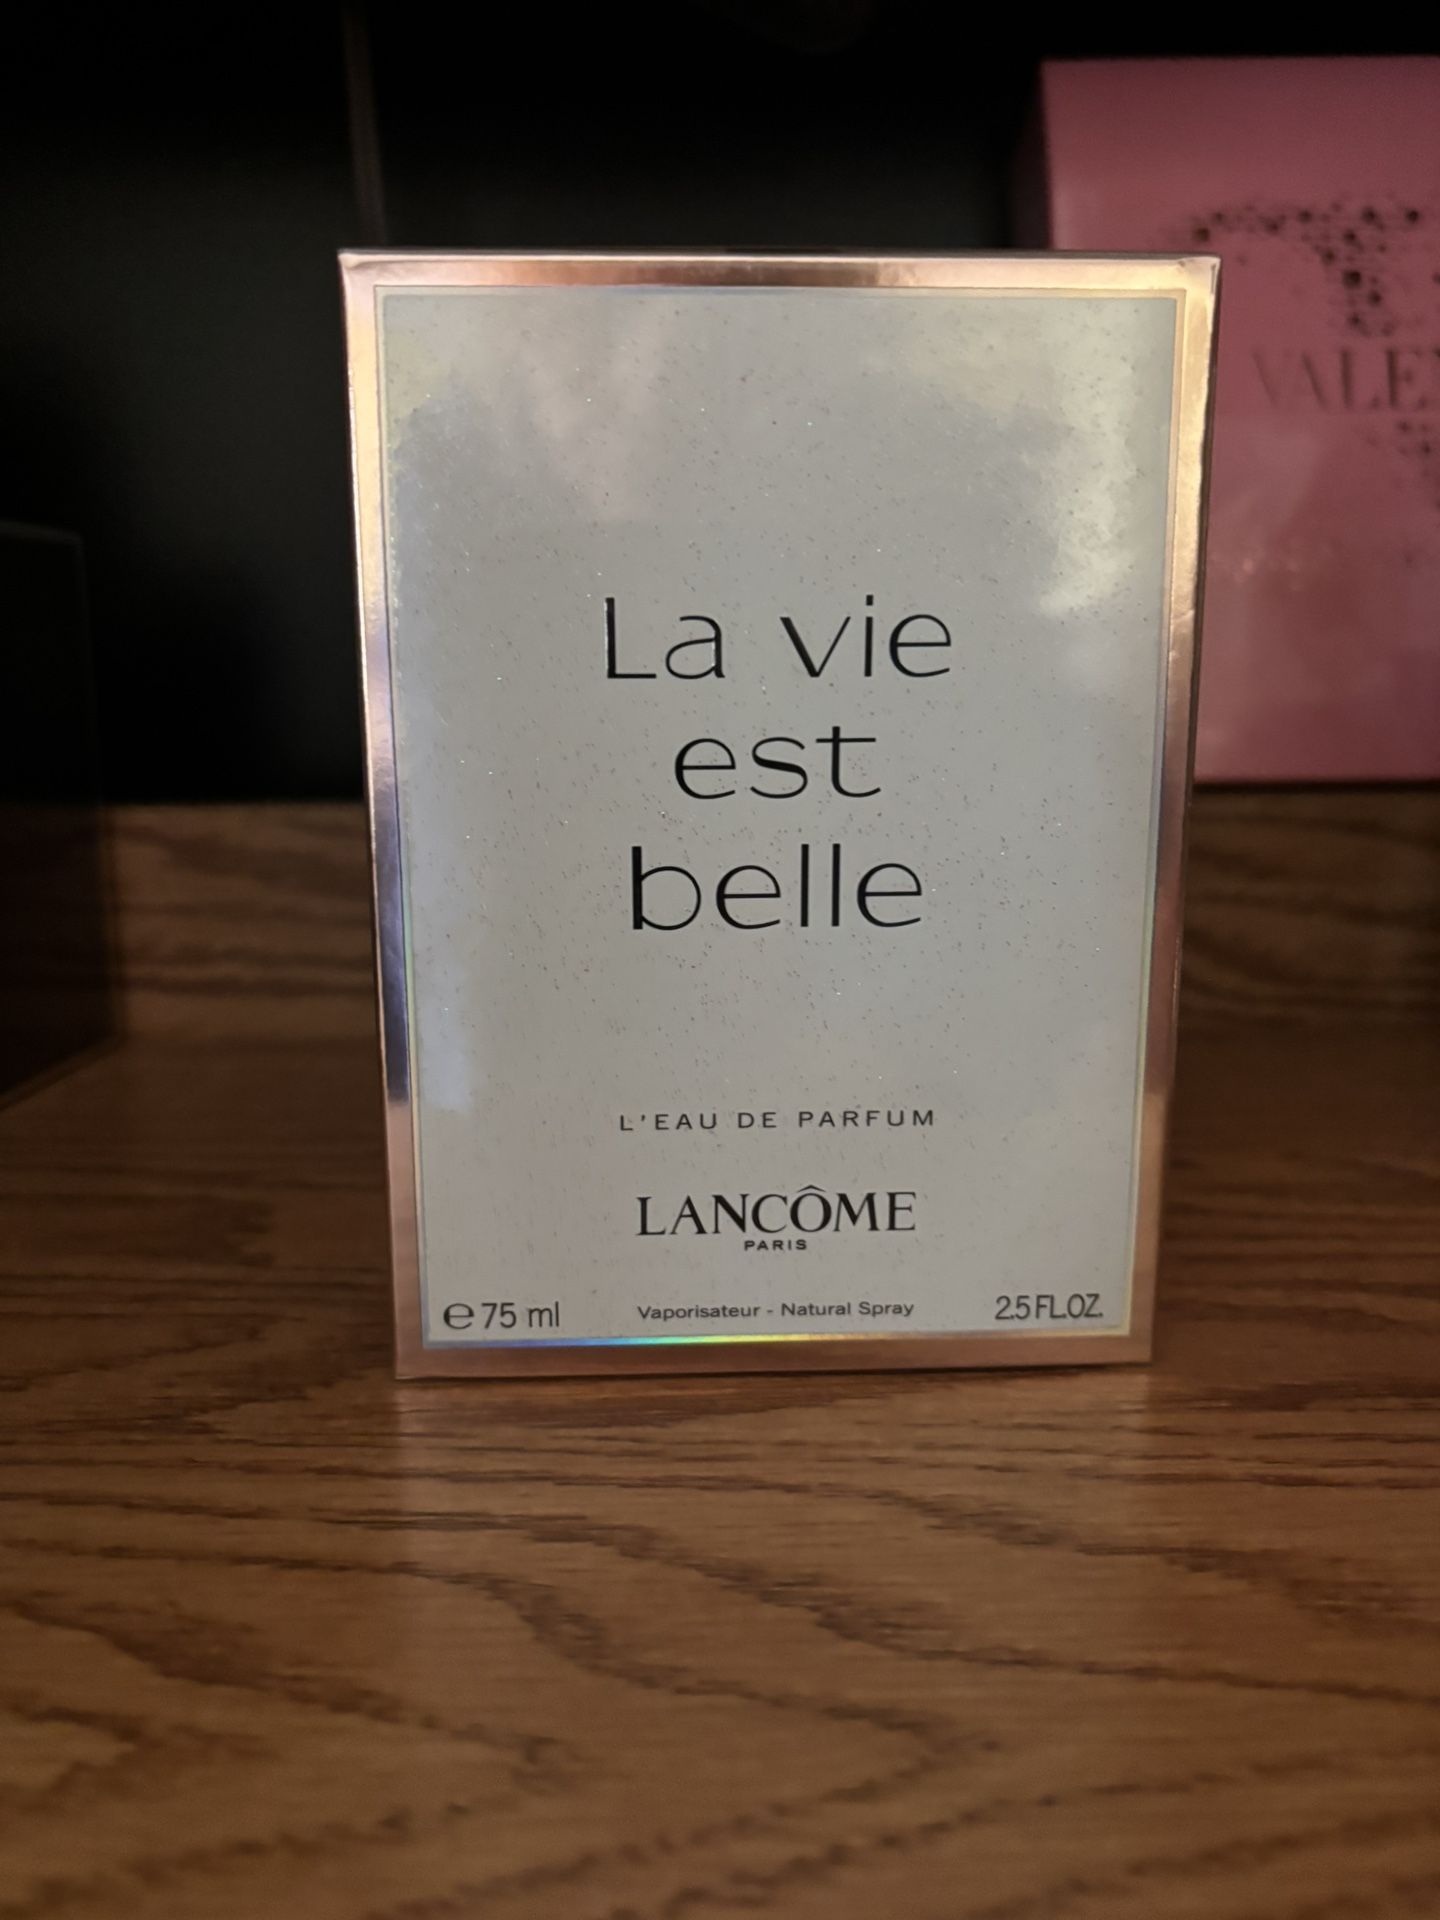 La vie
est
belle
L'EAU DE PARFUM
LANCÔME
PARIS
℮ 75 ml
Vaporisateur - Natural Spray
2.5 FL.OZ.